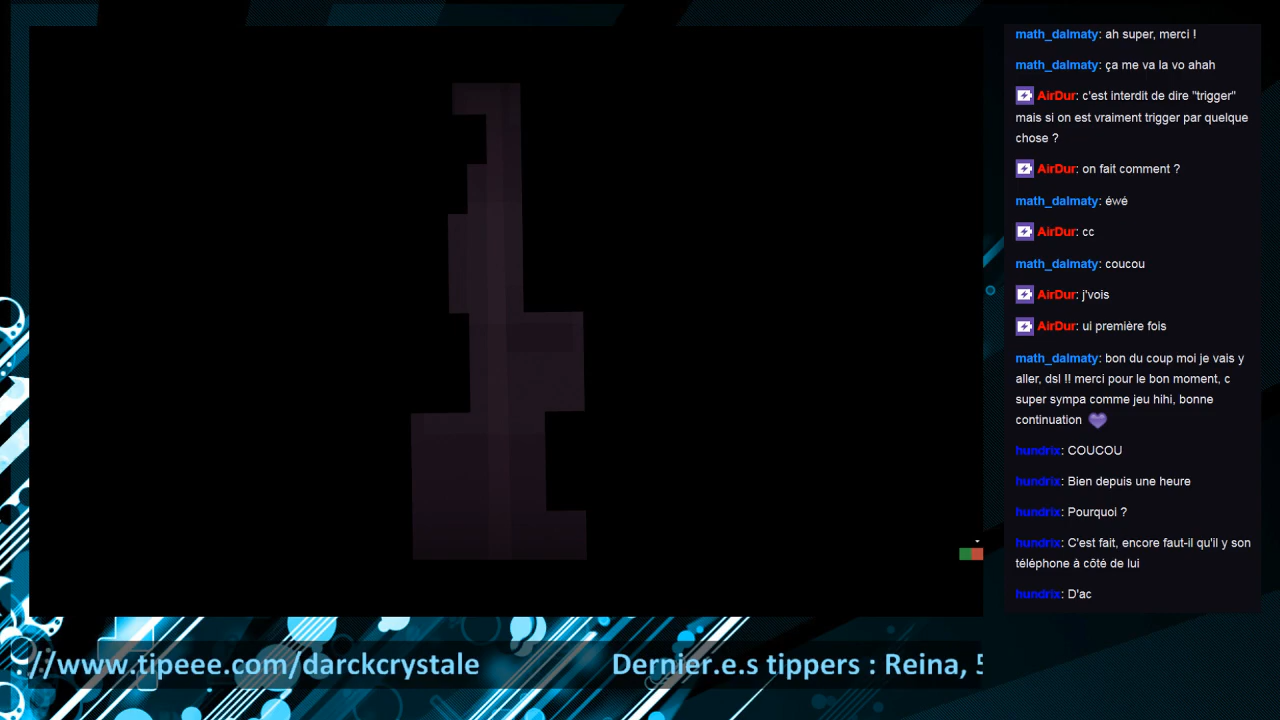 math_dalmaty: ah super, merci !
math_dalmaty: ça me va la vo ahah
AirDur: c'est interdit de dire "trigger"
mais si on est vraiment trigger par quelque
chose ?
AirDur: on fait comment ?
math_dalmaty: éwé
AirDur: cc
math_dalmaty: coucou
AirDur: j'vois
AirDur: ui première fois
math_dalmaty: bon du coup moi je vais y
aller, dsl !! merci pour le bon moment, c
super sympa comme jeu hihi, bonne
continuation
hundrix: COUCOU
hundrix: Bien depuis une heure
hundrix: Pourquoi ?
hundrix: C'est fait, encore faut-il qu'il y son
téléphone à côté de lui
hundrix: D'ac
//www.tipeee.com/darckcrystale
Dernier.e.s tippers : Reina, 5